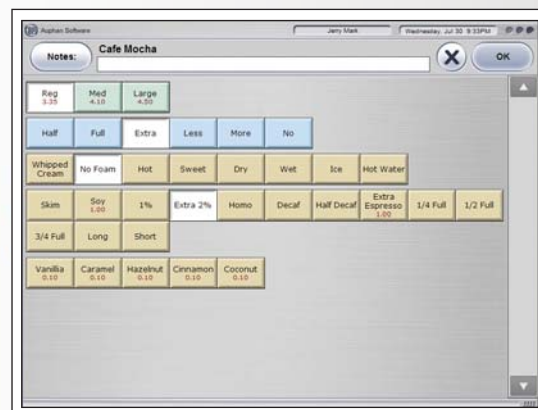 Auphan Software
Jerry Mark
Wednesday, Jul 30 9:33PM
Notes:
Cafe Mocha
OK
Reg Med Large
3.35 4.10 4.50
Half Full Extra Less More No
Whipped Cream No Foam Hot Sweet Dry Wet Ice Hot Water
Skim Soy 1.00 1% Extra 2% Homo Decaf Half Decaf Extra Espresso 1.00 1/4 Full 1/2 Full
3/4 Full Long Short
Vanillia Caramel Hazelnut Cinnamon Coconut
0.10 0.10 0.10 0.10 0.10